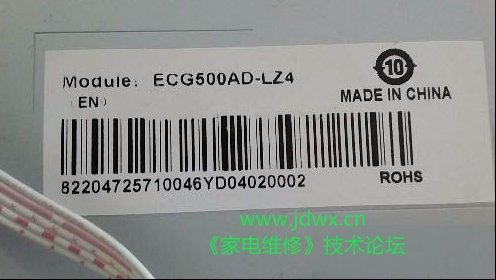 Module: ECG500AD-LZ4
(EN)
10
MADE IN CHINA
82204725710046YD04020002
ROHS
www.jdwx.cn
《家电维修》技术论坛